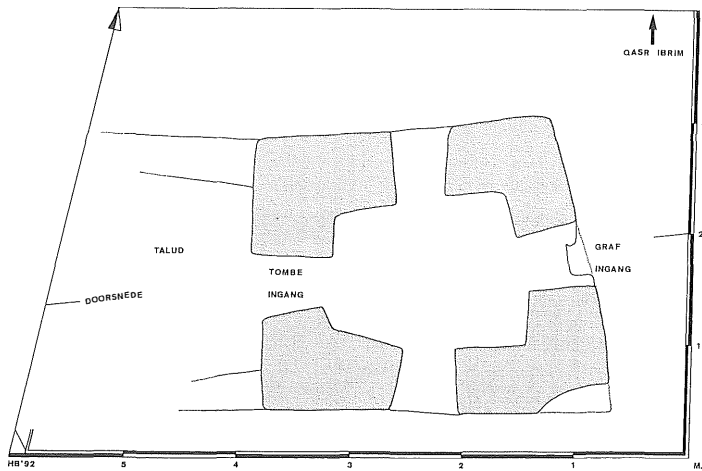 QASR IBRIM
2
GRAF
INGANG
TALUD
TOMBE
INGANG
DOORSNEDE
1
HB'92
5
4
3
2
1
M.